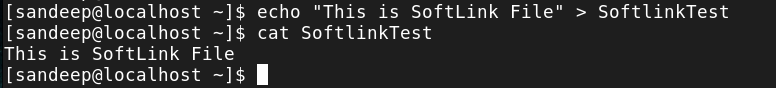 [sandeep@localhost ~]$ echo "This is SoftLink File" > SoftlinkTest
[sandeep@localhost ~]$ cat SoftlinkTest
This is SoftLink File
[sandeep@localhost ~]$